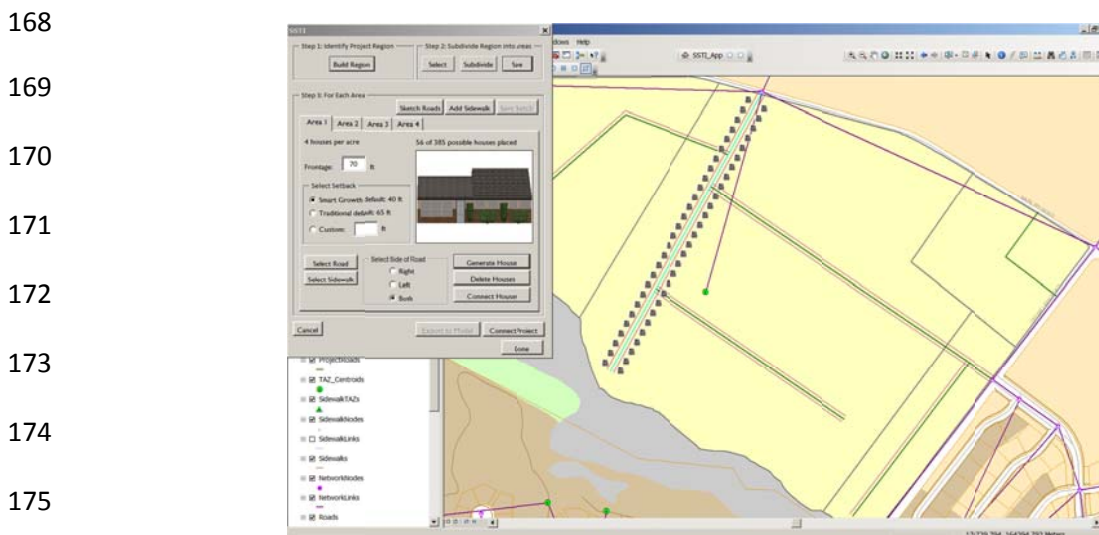 168
169
170
171
172
173
174
175
SSTI
Step 1: Identify Project Region
Build Region
Step 2: Subdivide Region into areas
Select Subdivide See
Step 3: For Each Area
Sketch Roads Add Sidewalk
Area 1 Area 2 Area 3 Area 4
4 houses per acre
56 of 385 possible houses placed
Frontage: 70 ft
Select Setback
Smart Growth default: 40 ft
Traditional default: 65 ft
Custom: ft
Select Road
Select Sidewalk
Select Side of Road
Right
Left
Both
Generate House
Delete Houses
Connect House
Cancel
Export to Model Connect Project
Done
ndows Help
SSTI_App
ProjectRoads
TAZ_Centroids
SidewalkTAZs
SidewalkNodes
SidewalkLinks
Sidewalks
NetworkNodes
NetworkLinks
Roads